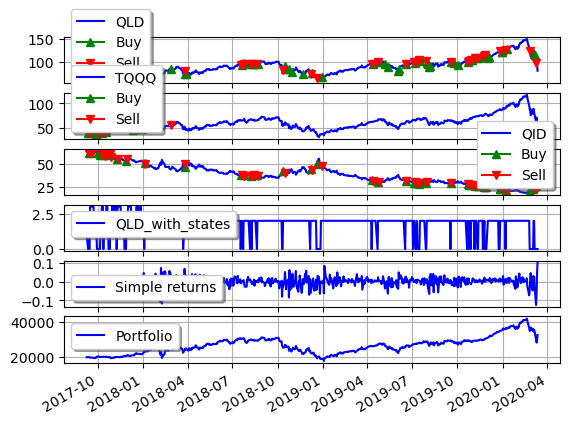 QLD
Buy
Sell
150
100
TQQQ
Buy
Sell
100
50
QID
Buy
Sell
50
25
QLD_with_states
2.5
0.0
Simple returns
0.1
0.0
−0.1
Portfolio
40000
20000
2017-10 2018-01 2018-04 2018-07 2018-10 2019-01 2019-04 2019-07 2019-10 2020-01 2020-04